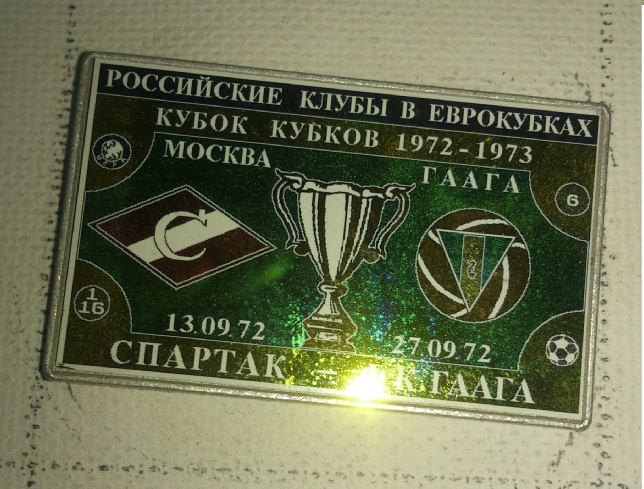 РОССИЙСКИЕ КЛУБЫ В ЕВРОКУБКАХ
КУБОК КУБКОВ 1972-1973
МОСКВА
ГААГА
6
С
1
16
13.09.72
27.09.72
СПАРТАК - К ГААГА